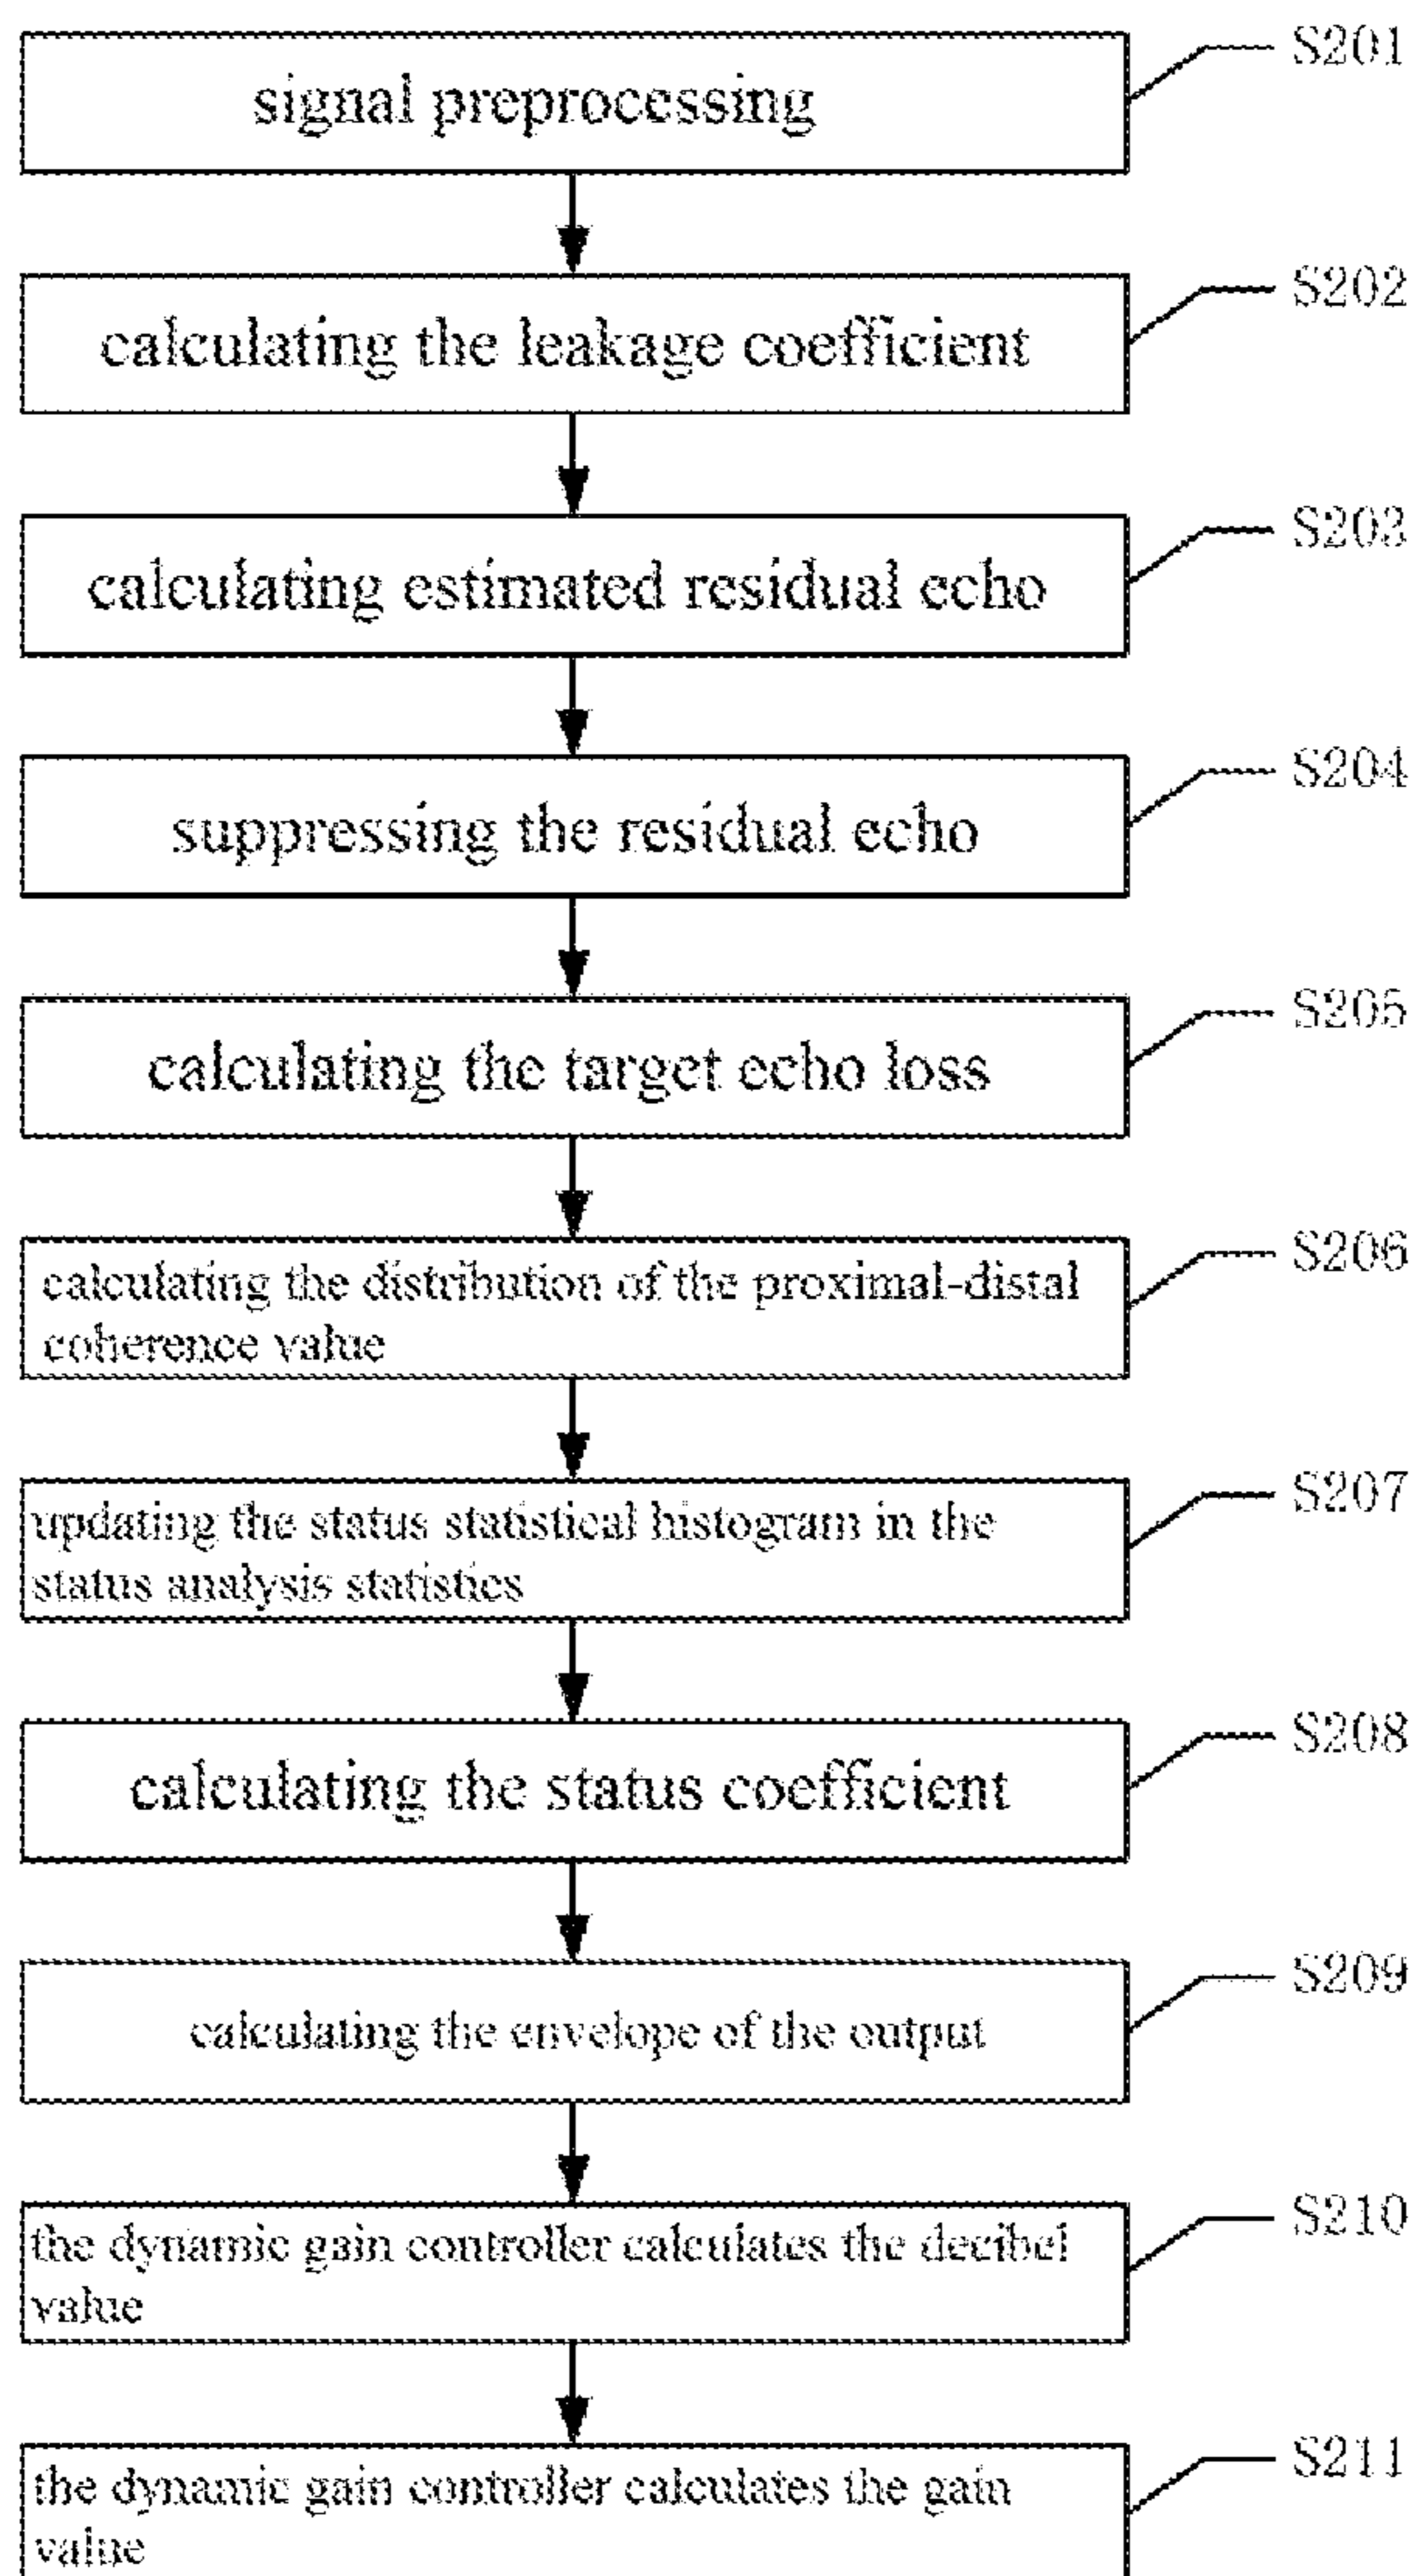 signal preprocessing
S201
calculating the leakage coefficient
S202
calculating estimated residual echo
S203
suppressing the residual echo
S204
calculating the target echo loss
S205
calculating the distribution of the proximal-distal
coherence value
S206
updating the status statistical histogram in the
status analysis statistics
S207
calculating the status coefficient
S208
calculating the envelope of the output
S209
the dynamic gain controller calculates the decibel
value
S210
the dynamic gain controller calculates the gain
value
S211